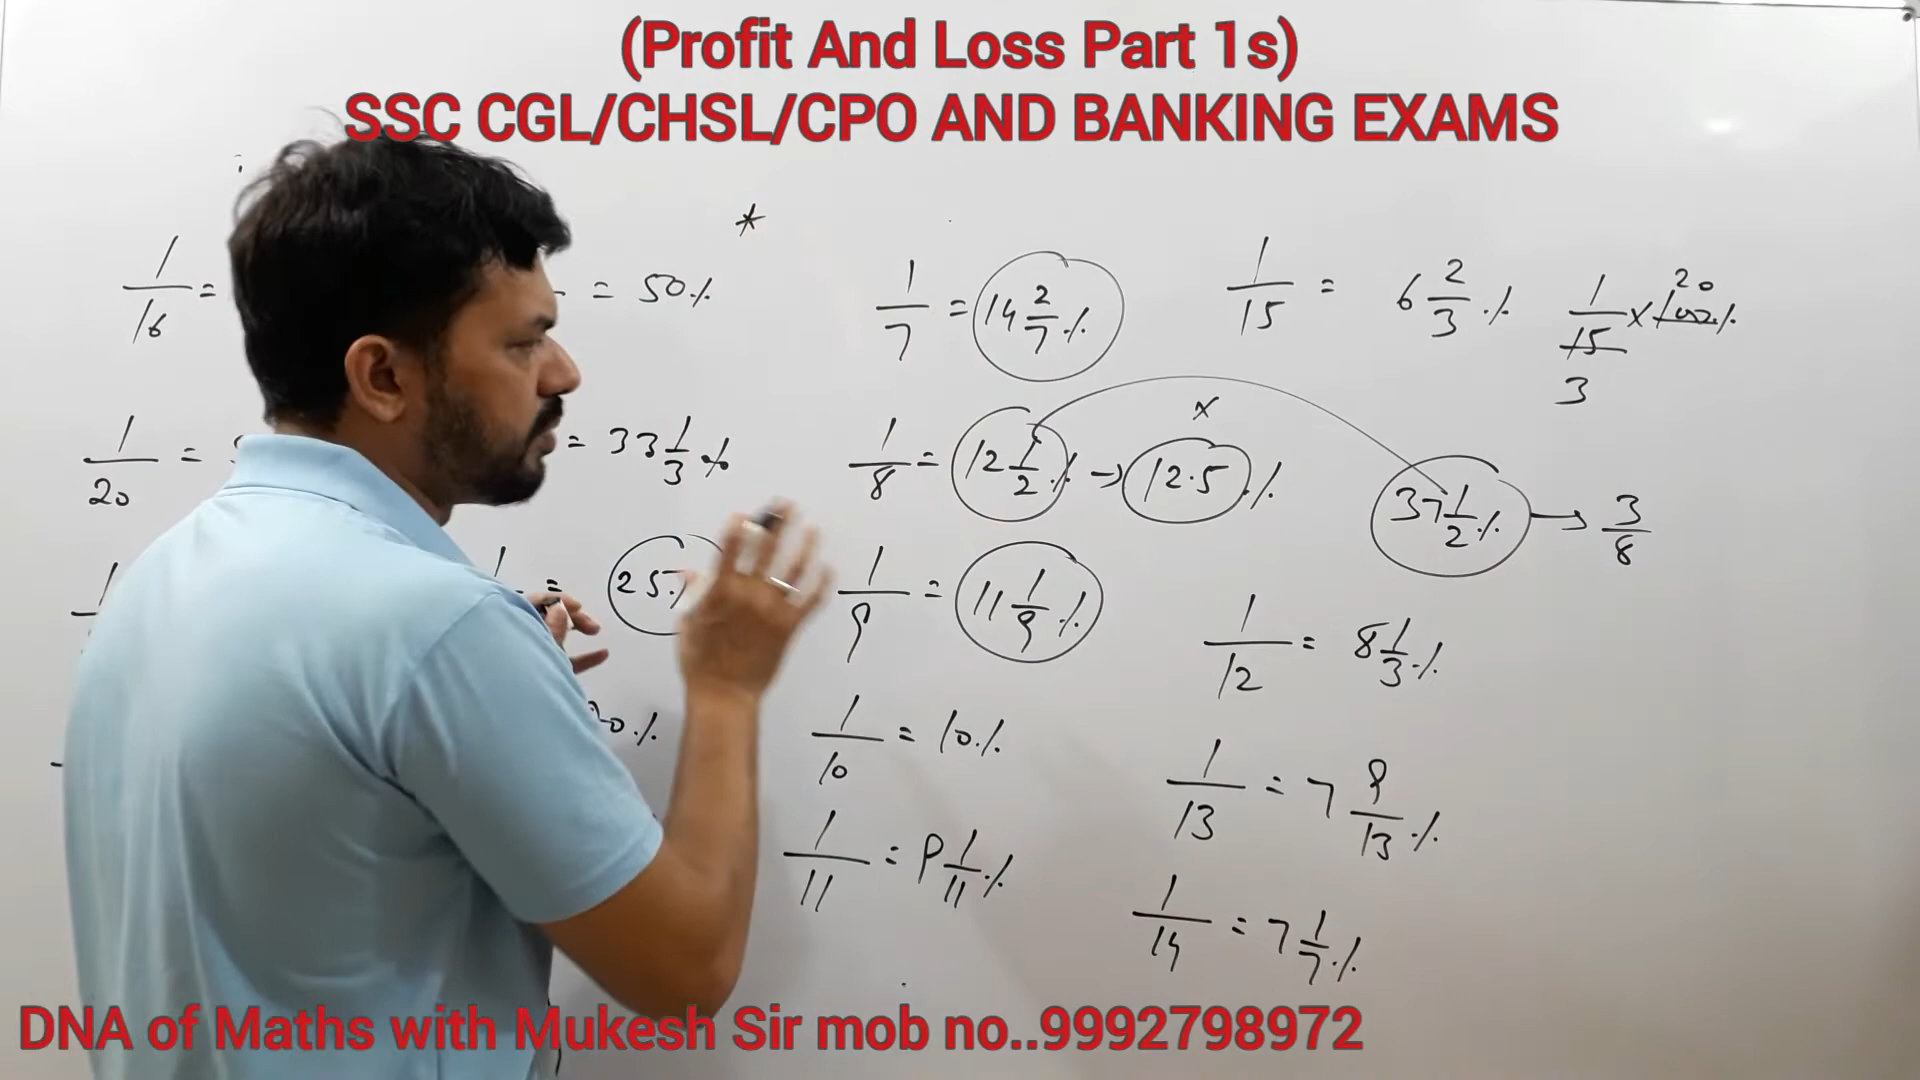 (Profit And Loss Part 1s)
SSC CGL/CHSL/CPO AND BANKING EXAMS
*
1/16 =
= 50%
1/7 = 14 2/7 %
1/15 = 6 2/3 %
1/15 × 100% 20 3
1/20 =
= 33 1/3 %
1/8 = 12 1/2 % → 12.5 %
×
37 1/2 % → 3/8
= 25%
1/9 = 11 1/9 %
1/12 = 8 1/3 %
0%
1/10 = 10%
1/13 = 7 9/13 %
1/11 = 9 1/11 %
1/14 = 7 1/7 %
DNA of Maths with Mukesh Sir mob no..9992798972